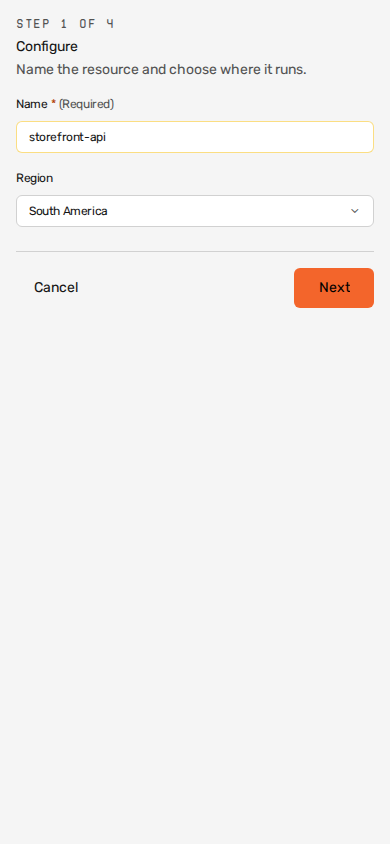 STEP 1 OF 4
Configure
Name the resource and choose where it runs.
Name * (Required)
storefront-api
Region
South America
Cancel
Next